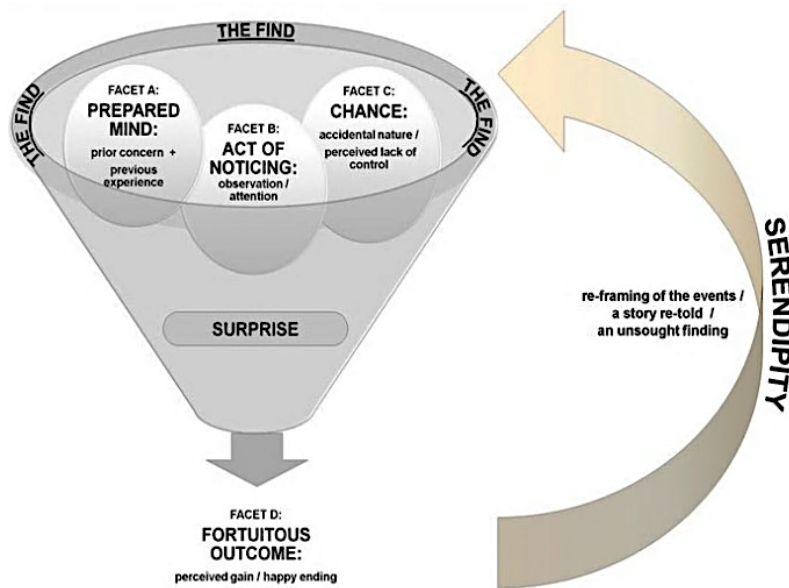 THE FIND
THE FIND
THE FIND
FACET A:
PREPARED
MIND:
prior concern +
previous
experience
FACET B:
ACT OF
NOTICING:
observation /
attention
FACET C:
CHANCE:
accidental nature /
perceived lack of
control
SURPRISE
FACET D:
FORTUITOUS
OUTCOME:
perceived gain / happy ending
re-framing of the events /
a story re-told /
an unsought finding
SERENDIPITY